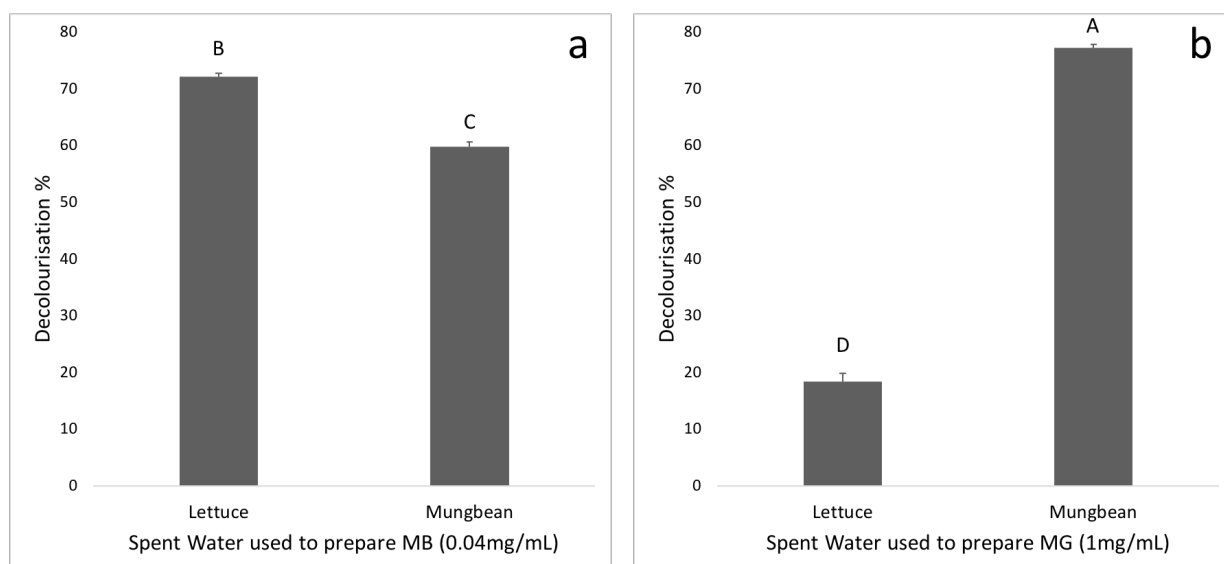 a
80
70
60
50
40
30
20
10
0
Decolourisation %
B
C
Lettuce Mungbean
Spent Water used to prepare MB (0.04mg/mL)
b
80
70
60
50
40
30
20
10
0
Decolourisation %
D
A
Lettuce Mungbean
Spent Water used to prepare MG (1mg/mL)